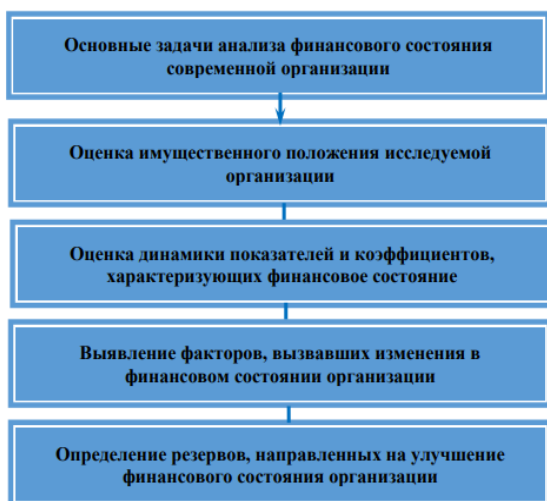 Основные задачи анализа финансового состояния
современной организации
Оценка имущественного положения исследуемой
организации
Оценка динамики показателей и коэффициентов,
характеризующих финансовое состояние
Выявление факторов, вызвавших изменения в
финансовом состоянии организации
Определение резервов, направленных на улучшение
финансового состояния организации